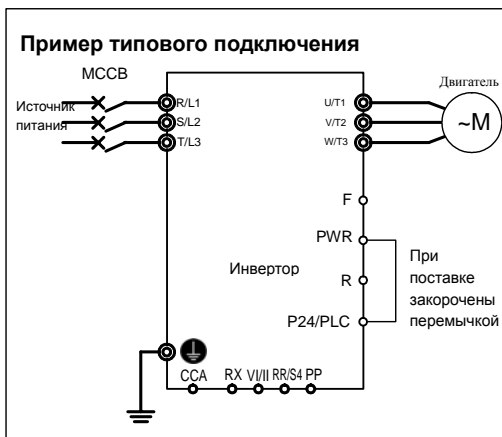 Пример типового подключения
MCCB
Двигатель
Источник
питания
R/L1
S/L2
T/L3
U/T1
V/T2
W/T3
~M
F
PWR
Инвертор
R
P24/PLC
При
поставке
закорочены
перемычкой
CCA RX VI/II RR/S4 PP